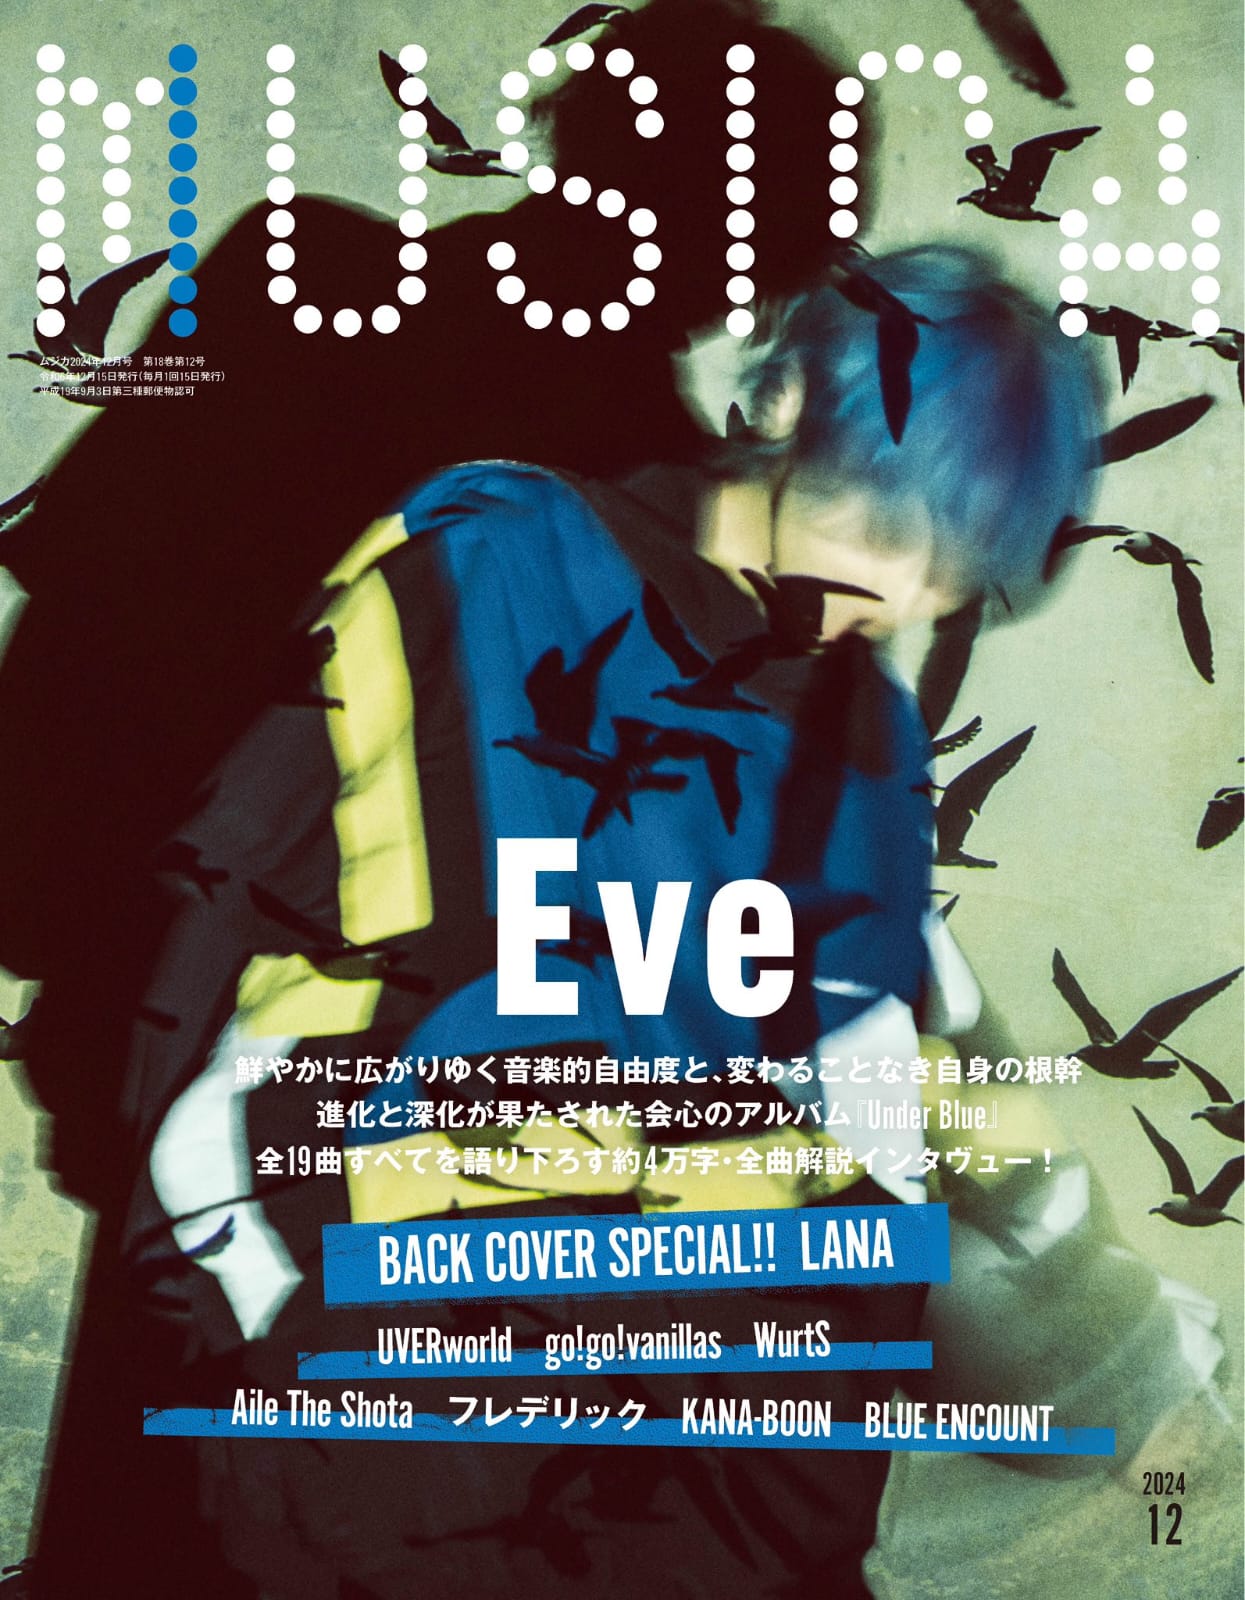 MUSICA
ムジカ2024年12月号 第18巻第12号
令和6年12月15日発行(毎月1回15日発行)
平成19年9月3日第三種郵便物認可
Eve
鮮やかに広がりゆく音楽的自由度と、変わることなき自身の根幹
進化と深化が果たされた会心のアルバム『Under Blue』
全19曲すべてを語り下ろす約4万字・全曲解説インタヴュー!
BACK COVER SPECIAL!! LANA
UVERworld go!go!vanillas WurtS
Aile The Shota フレデリック KANA-BOON BLUE ENCOUNT
2024
12